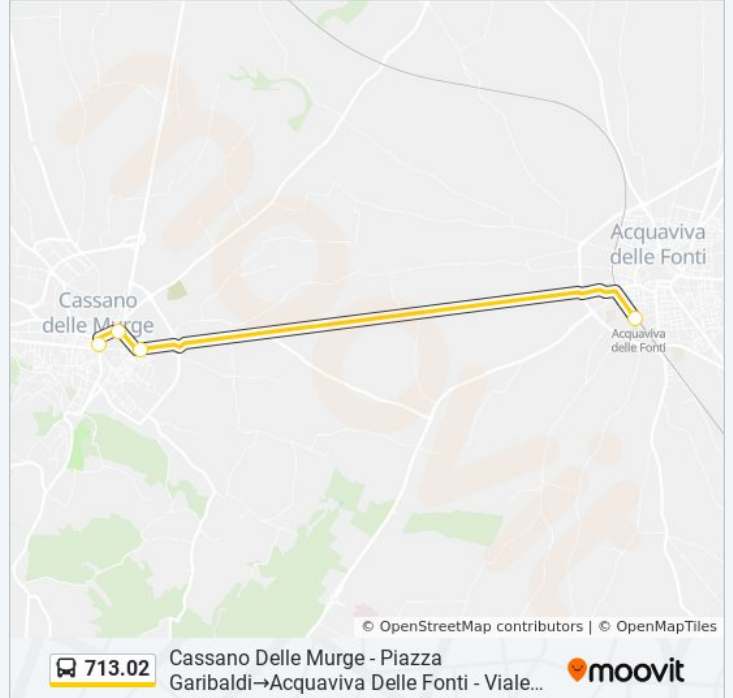 Acquaviva
delle Fonti
Cassano
delle Murge
Acquaviva
delle Fonti
moovit
© OpenStreetMap contributors | © OpenMapTiles
713.02
Cassano Delle Murge - Piazza
Garibaldi→Acquaviva Delle Fonti - Viale...
moovit